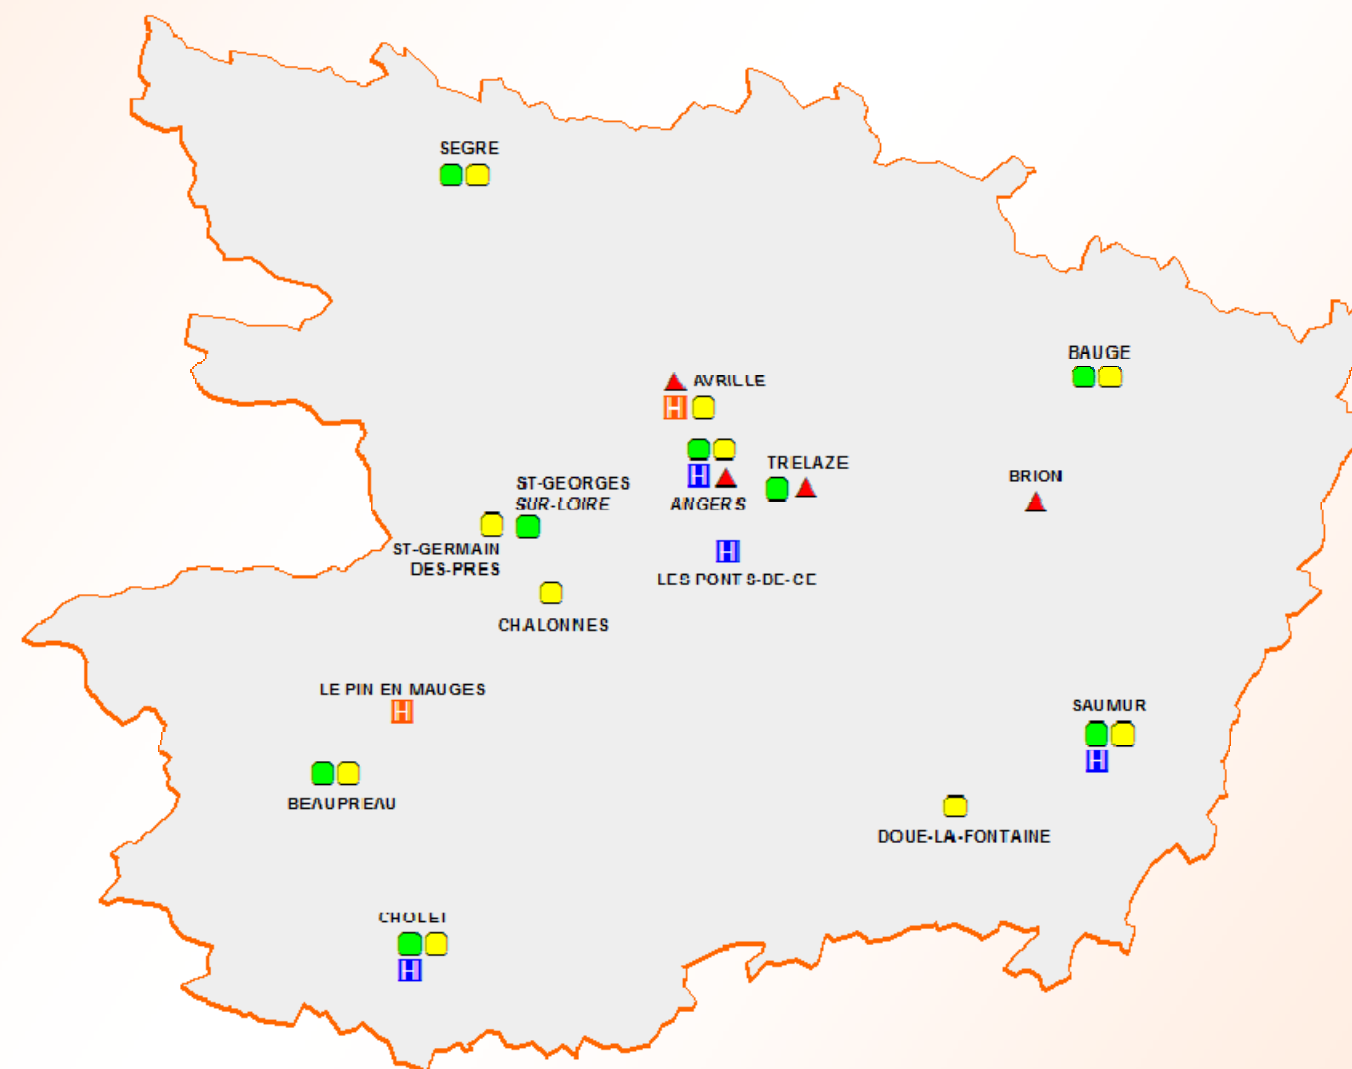 SEGRE
BAUGE
AVRILLE
H
TRELAZE
H
ANGERS
BRION
ST-GEORGES
SUR-LOIRE
ST-GERMAIN
DES-PRES
H
LES PONTS-DE-CE
CHALONNES
LE PIN EN MAUGES
H
SAUMUR
H
BEAUPREAU
DOUE-LA-FONTAINE
CHOLET
H